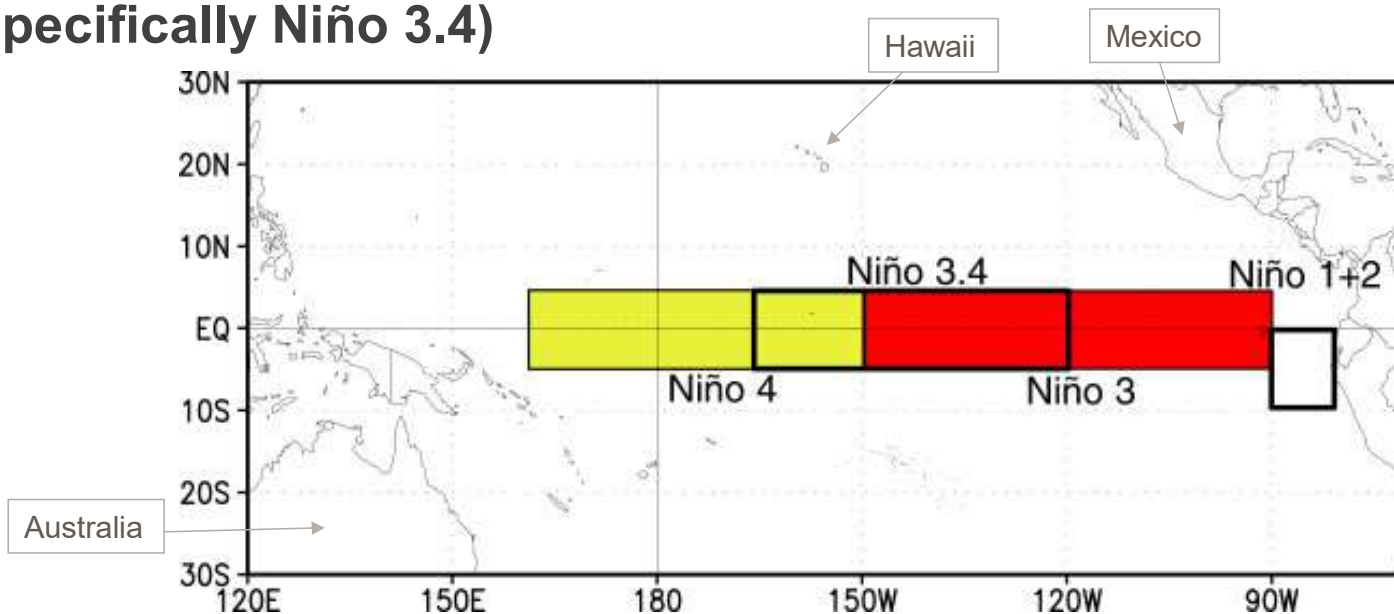 pecifically Niño 3.4)
Hawaii
Mexico
30N
20N
10N
Niño 3.4
Niño 1+2
EQ
Niño 4
Niño 3
10S
20S
Australia
30S
120E
150E
180
150W
120W
90W